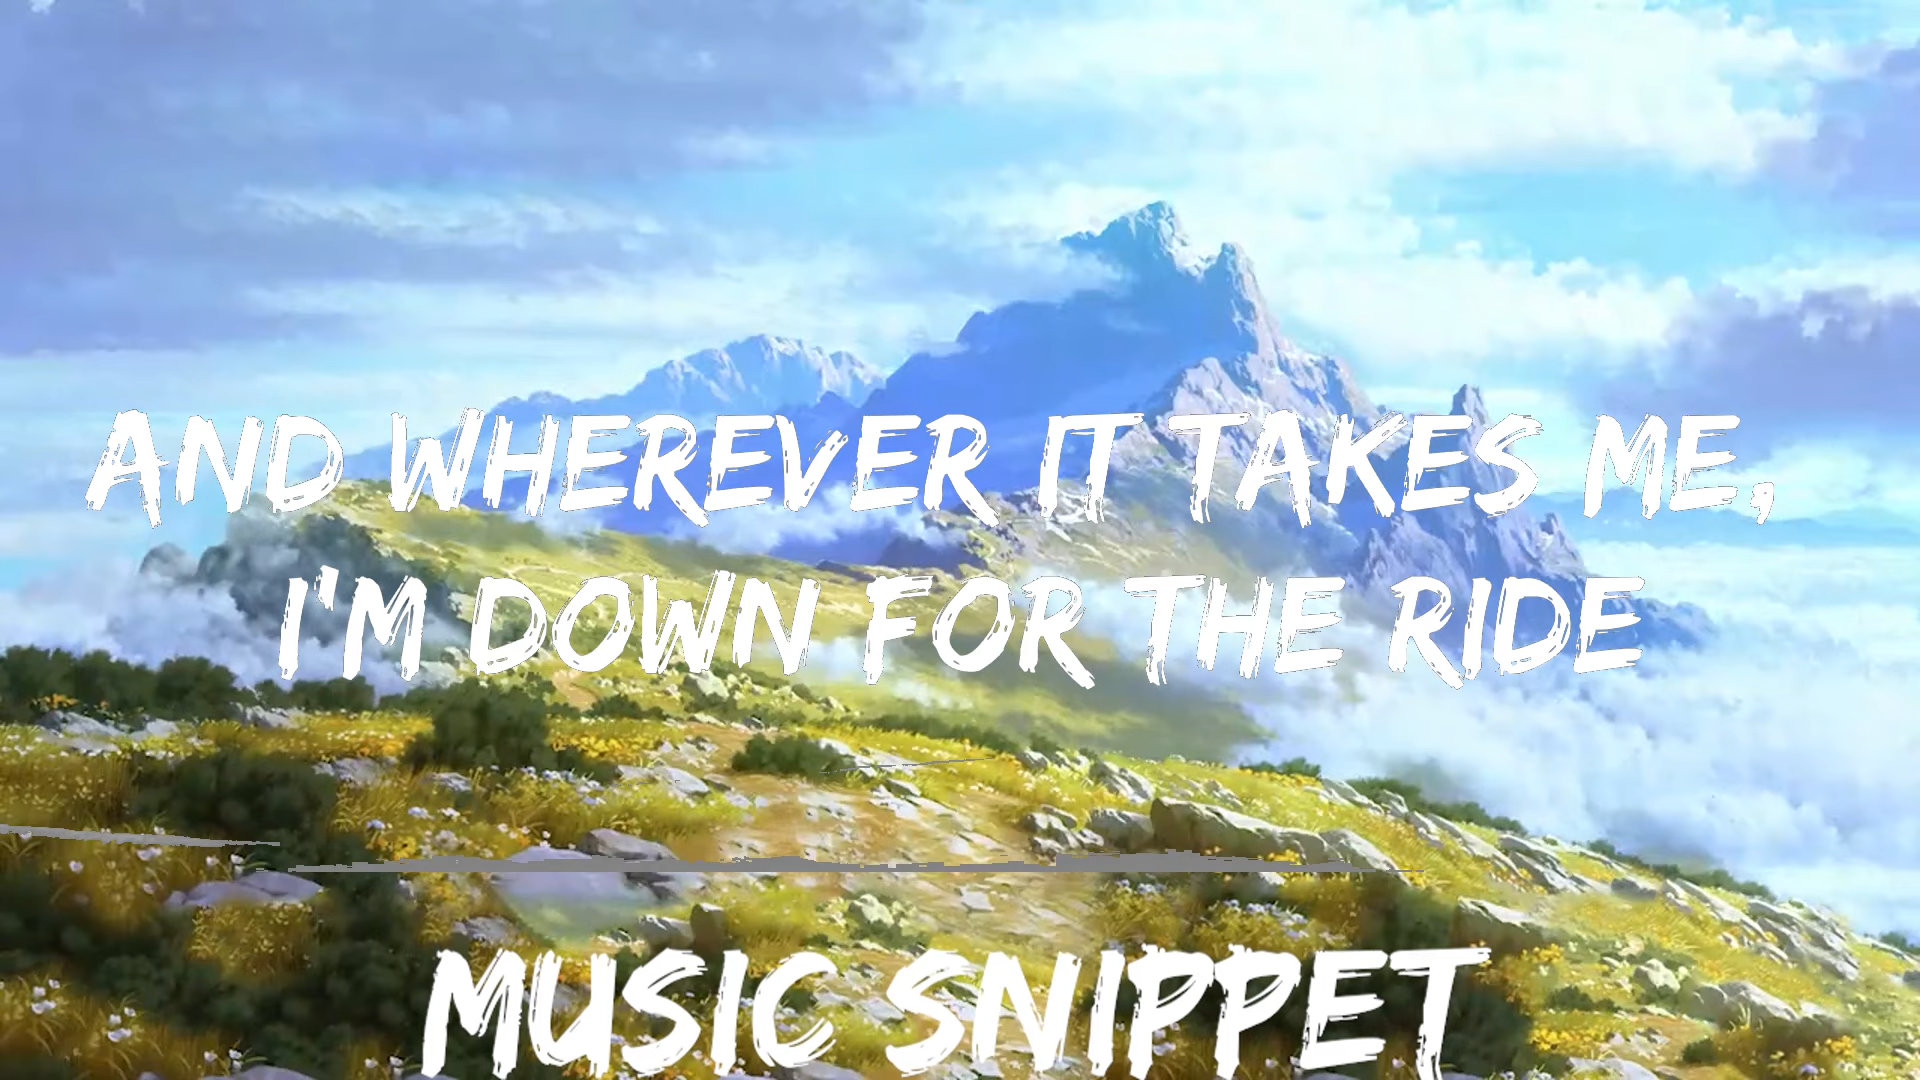 AND WHEREVER IT TAKES ME,
I'M DOWN FOR THE RIDE
MUSIC SNIPPET